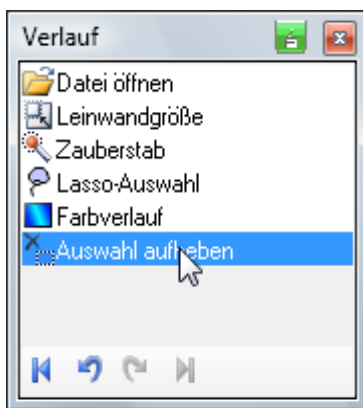 Verlauf
Datei öffnen
Leinwandgröße
Zauberstab
Lasso-Auswahl
Farbverlauf
Auswahl aufheben